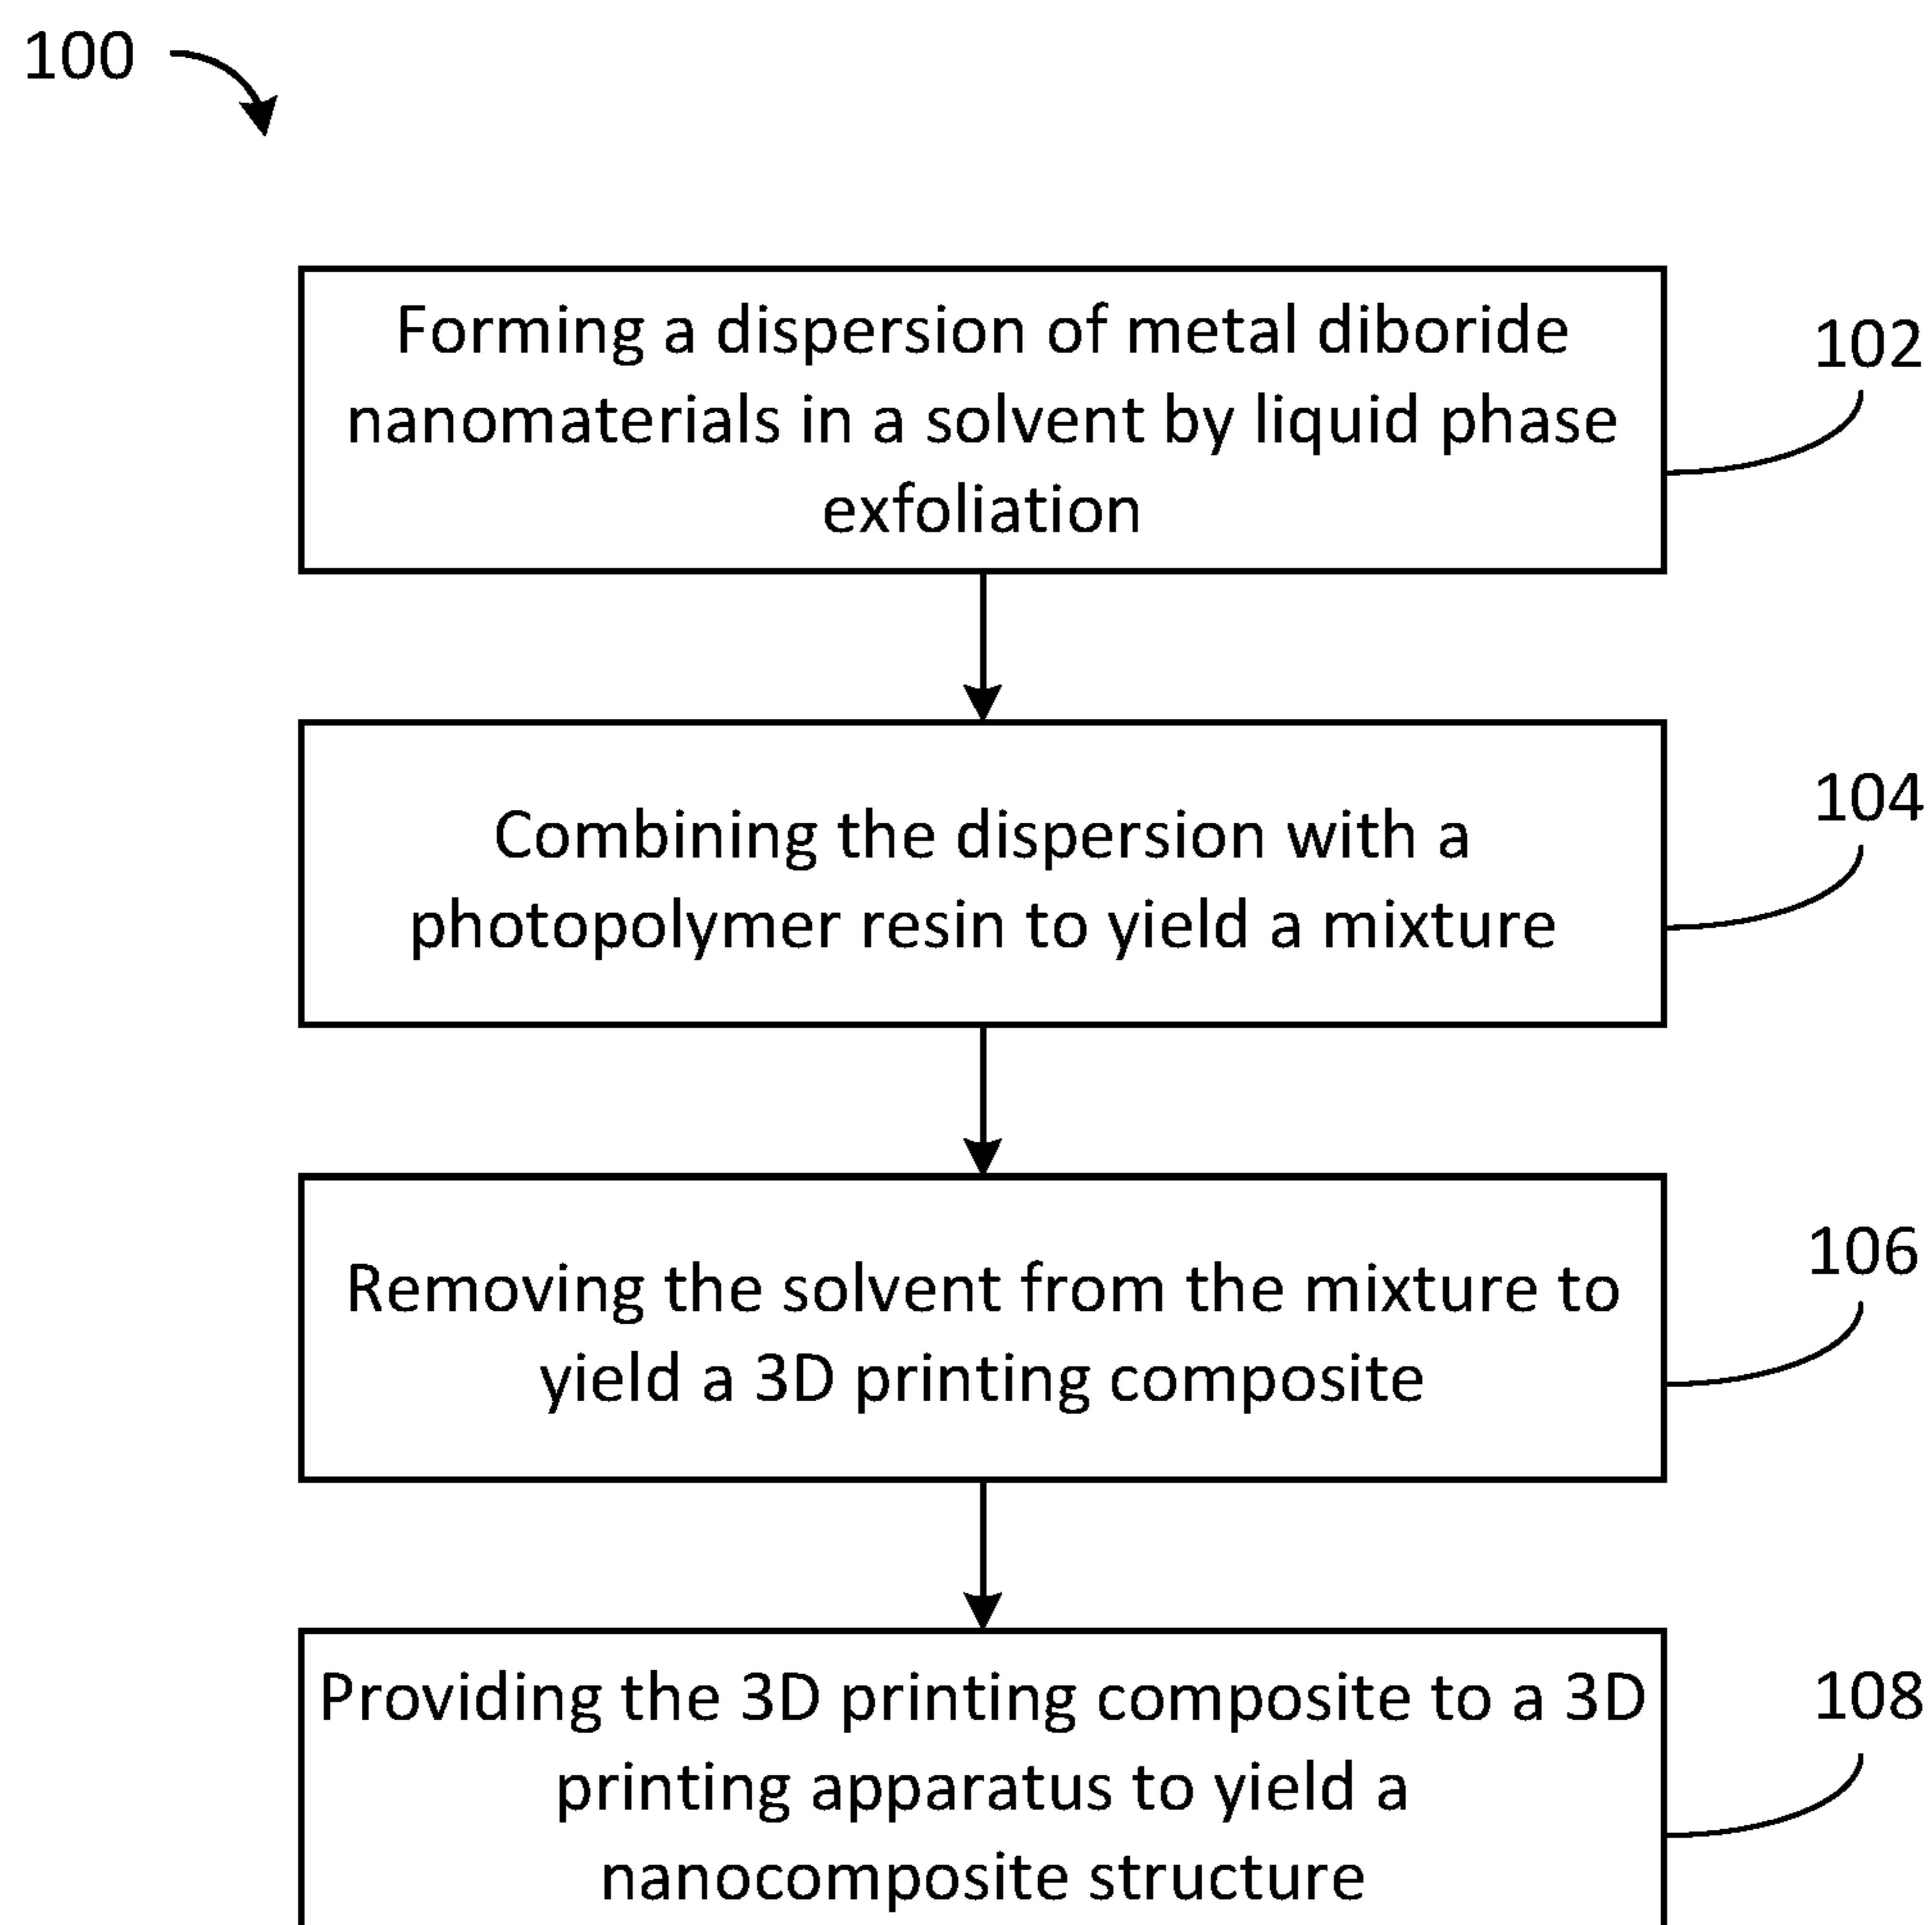 100
Forming a dispersion of metal diboride
nanomaterials in a solvent by liquid phase
exfoliation
102
Combining the dispersion with a
photopolymer resin to yield a mixture
104
Removing the solvent from the mixture to
yield a 3D printing composite
106
Providing the 3D printing composite to a 3D
printing apparatus to yield a
nanocomposite structure
108